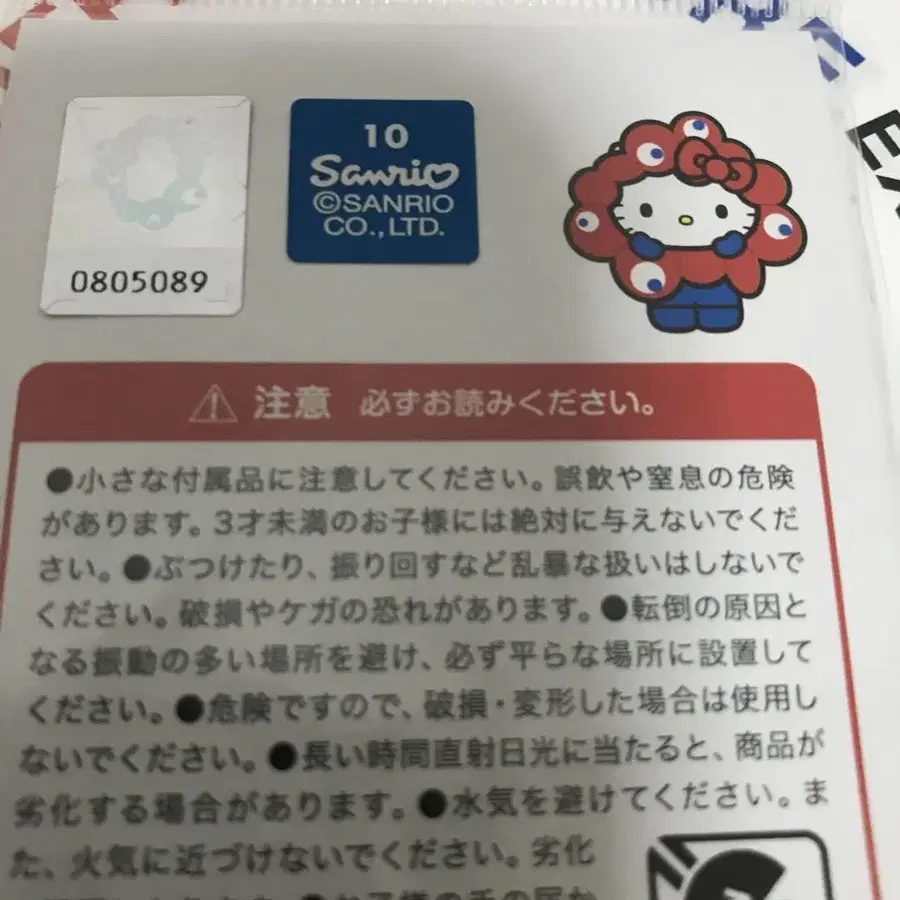 EX
0805089
10
Sanrio
©SANRIO
CO., LTD.
注意 必ずお読みください。
●小さな付属品に注意してください。誤飲や窒息の危険
があります。3才未満のお子様には絶対に与えないでくだ
さい。●ぶつけたり、振り回すなど乱暴な扱いはしないで
ください。破損やケガの恐れがあります。●転倒の原因と
なる振動の多い場所を避け、必ず平らな場所に設置して
ください。●危険ですので、破損・変形した場合は使用し
ないでください。●長い時間直射日光に当たると、商品が
劣化する場合があります。●水気を避けてください。ま
た、火気に近づけないでください。劣化